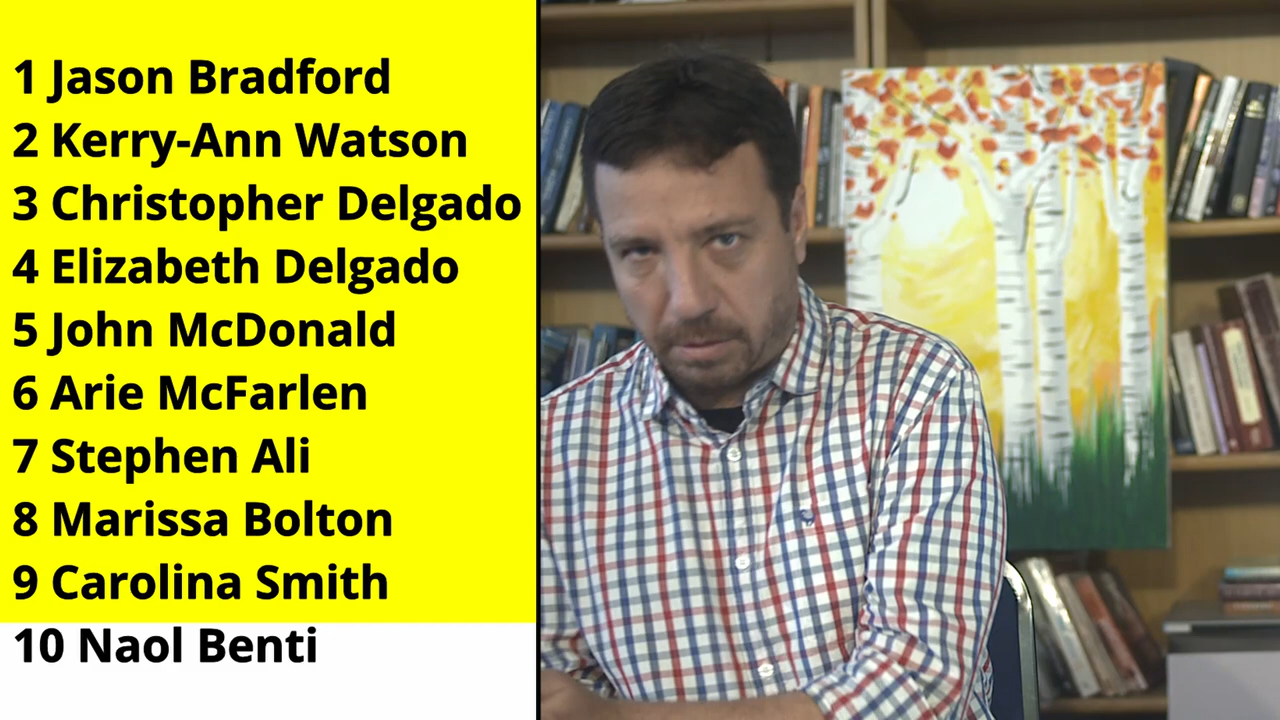 1 Jason Bradford
2 Kerry-Ann Watson
3 Christopher Delgado
4 Elizabeth Delgado
5 John McDonald
6 Arie McFarlen
7 Stephen Ali
8 Marissa Bolton
9 Carolina Smith
10 Naol Benti